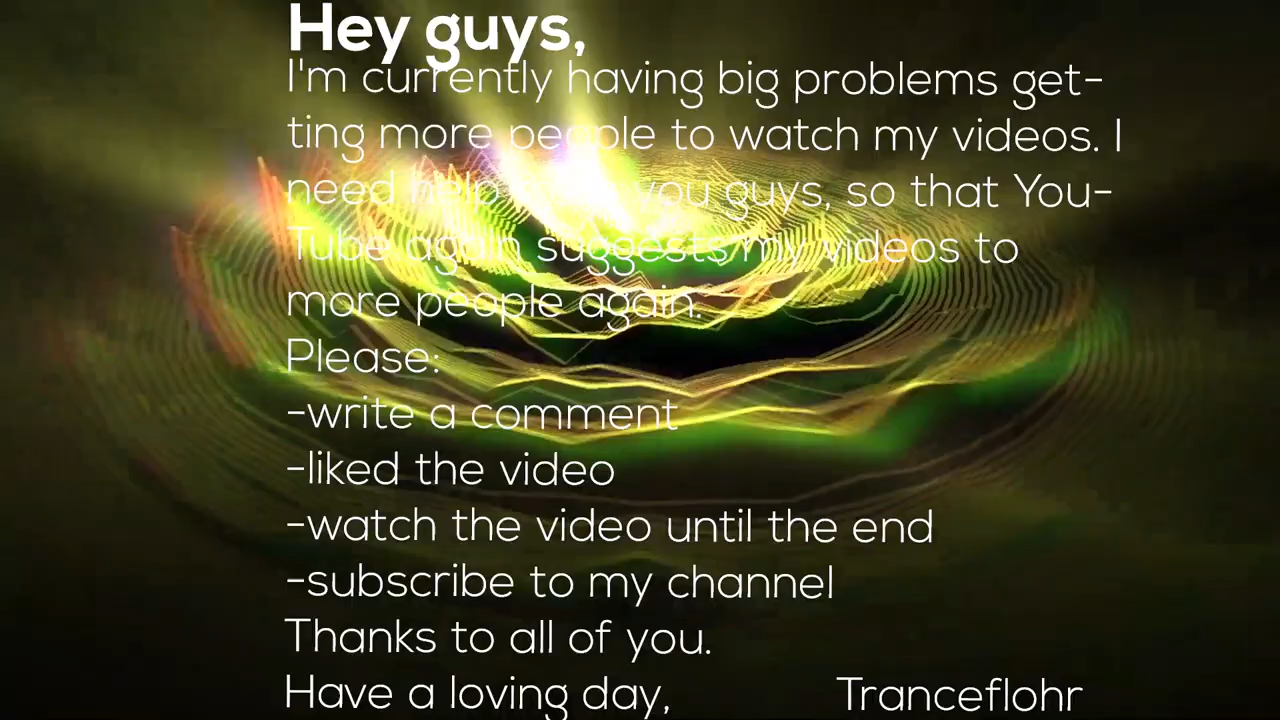 Hey guys,
I'm currently having big problems get-
ting more people to watch my videos. I
need help from you guys, so that You-
Tube again suggests my videos to
more people again.
Please:
-write a comment
-liked the video
-watch the video until the end
-subscribe to my channel
Thanks to all of you.
Have a loving day, Tranceflohr